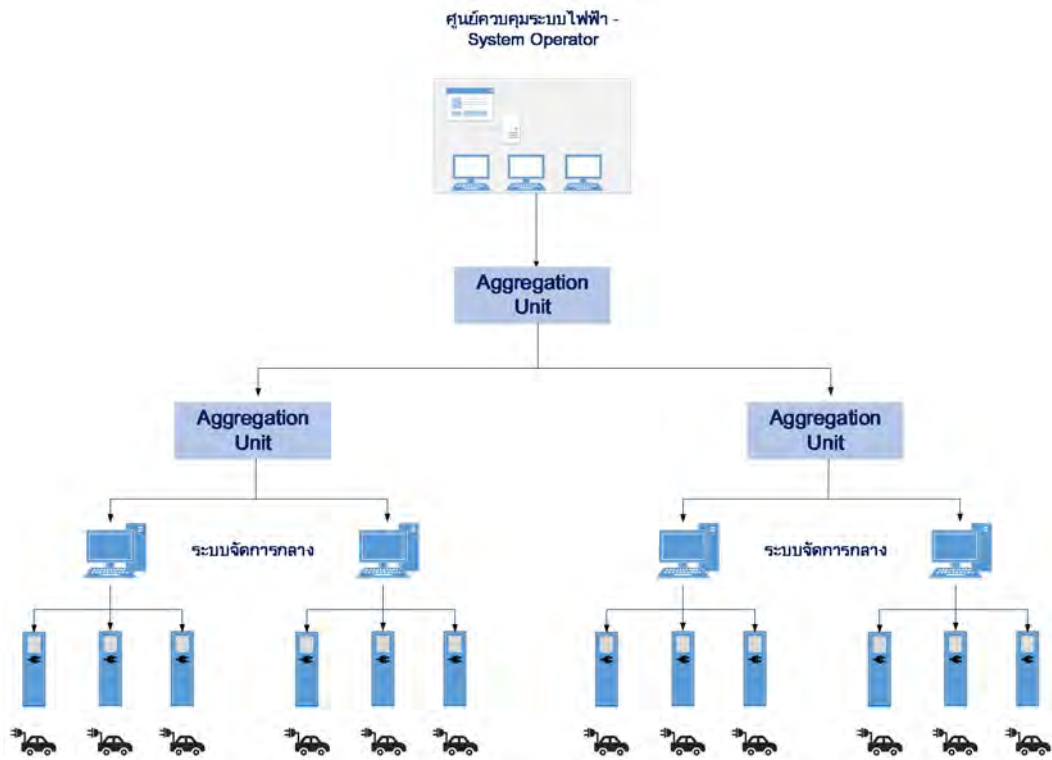 ศูนย์ควบคุมระบบไฟฟ้า -
System Operator
Aggregation
Unit
Aggregation
Unit
Aggregation
Unit
ระบบจัดการกลาง
ระบบจัดการกลาง